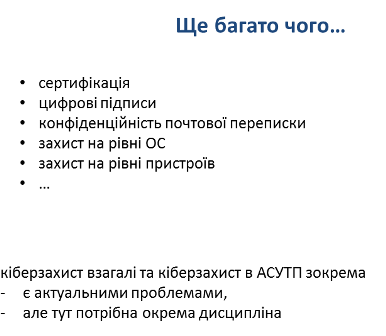 Ще багато чого...
• сертифікація
• цифрові підписи
• конфіденційність почтової переписки
• захист на рівні ОС
• захист на рівні пристроїв
• ...
кіберзахист взагалі та кіберзахист в АСУТП зокрема
- є актуальними проблемами,
- але тут потрібна окрема дисципліна